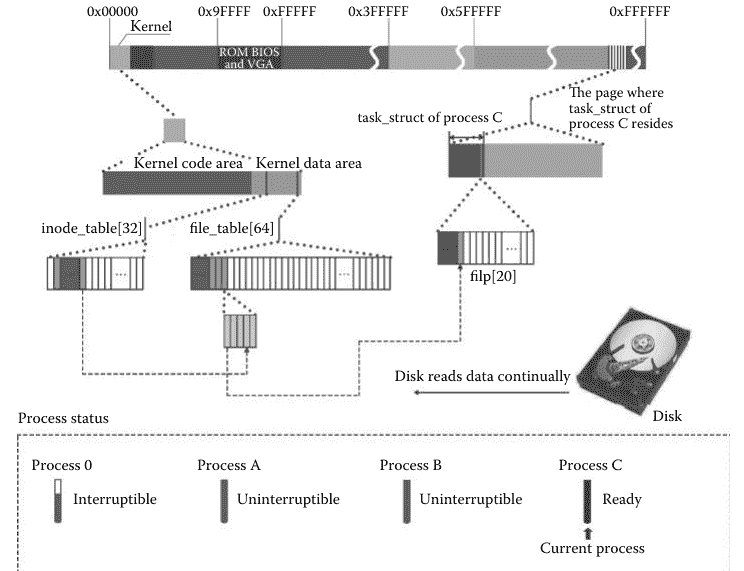 0x00000 0x9FFFF 0xFFFFF 0x3FFFFF 0x5FFFFF 0xFFFFFF
Kernel
ROM BIOS
and VGA
The page where
task_struct of
process C resides
task_struct of process C
Kernel code area Kernel data area
inode_table[32] file_table[64]
... ... ...
filp[20]
Disk reads data continually
Disk
Process status
Process 0 Process A Process B Process C
Interruptible Uninterruptible Uninterruptible Ready
Current process